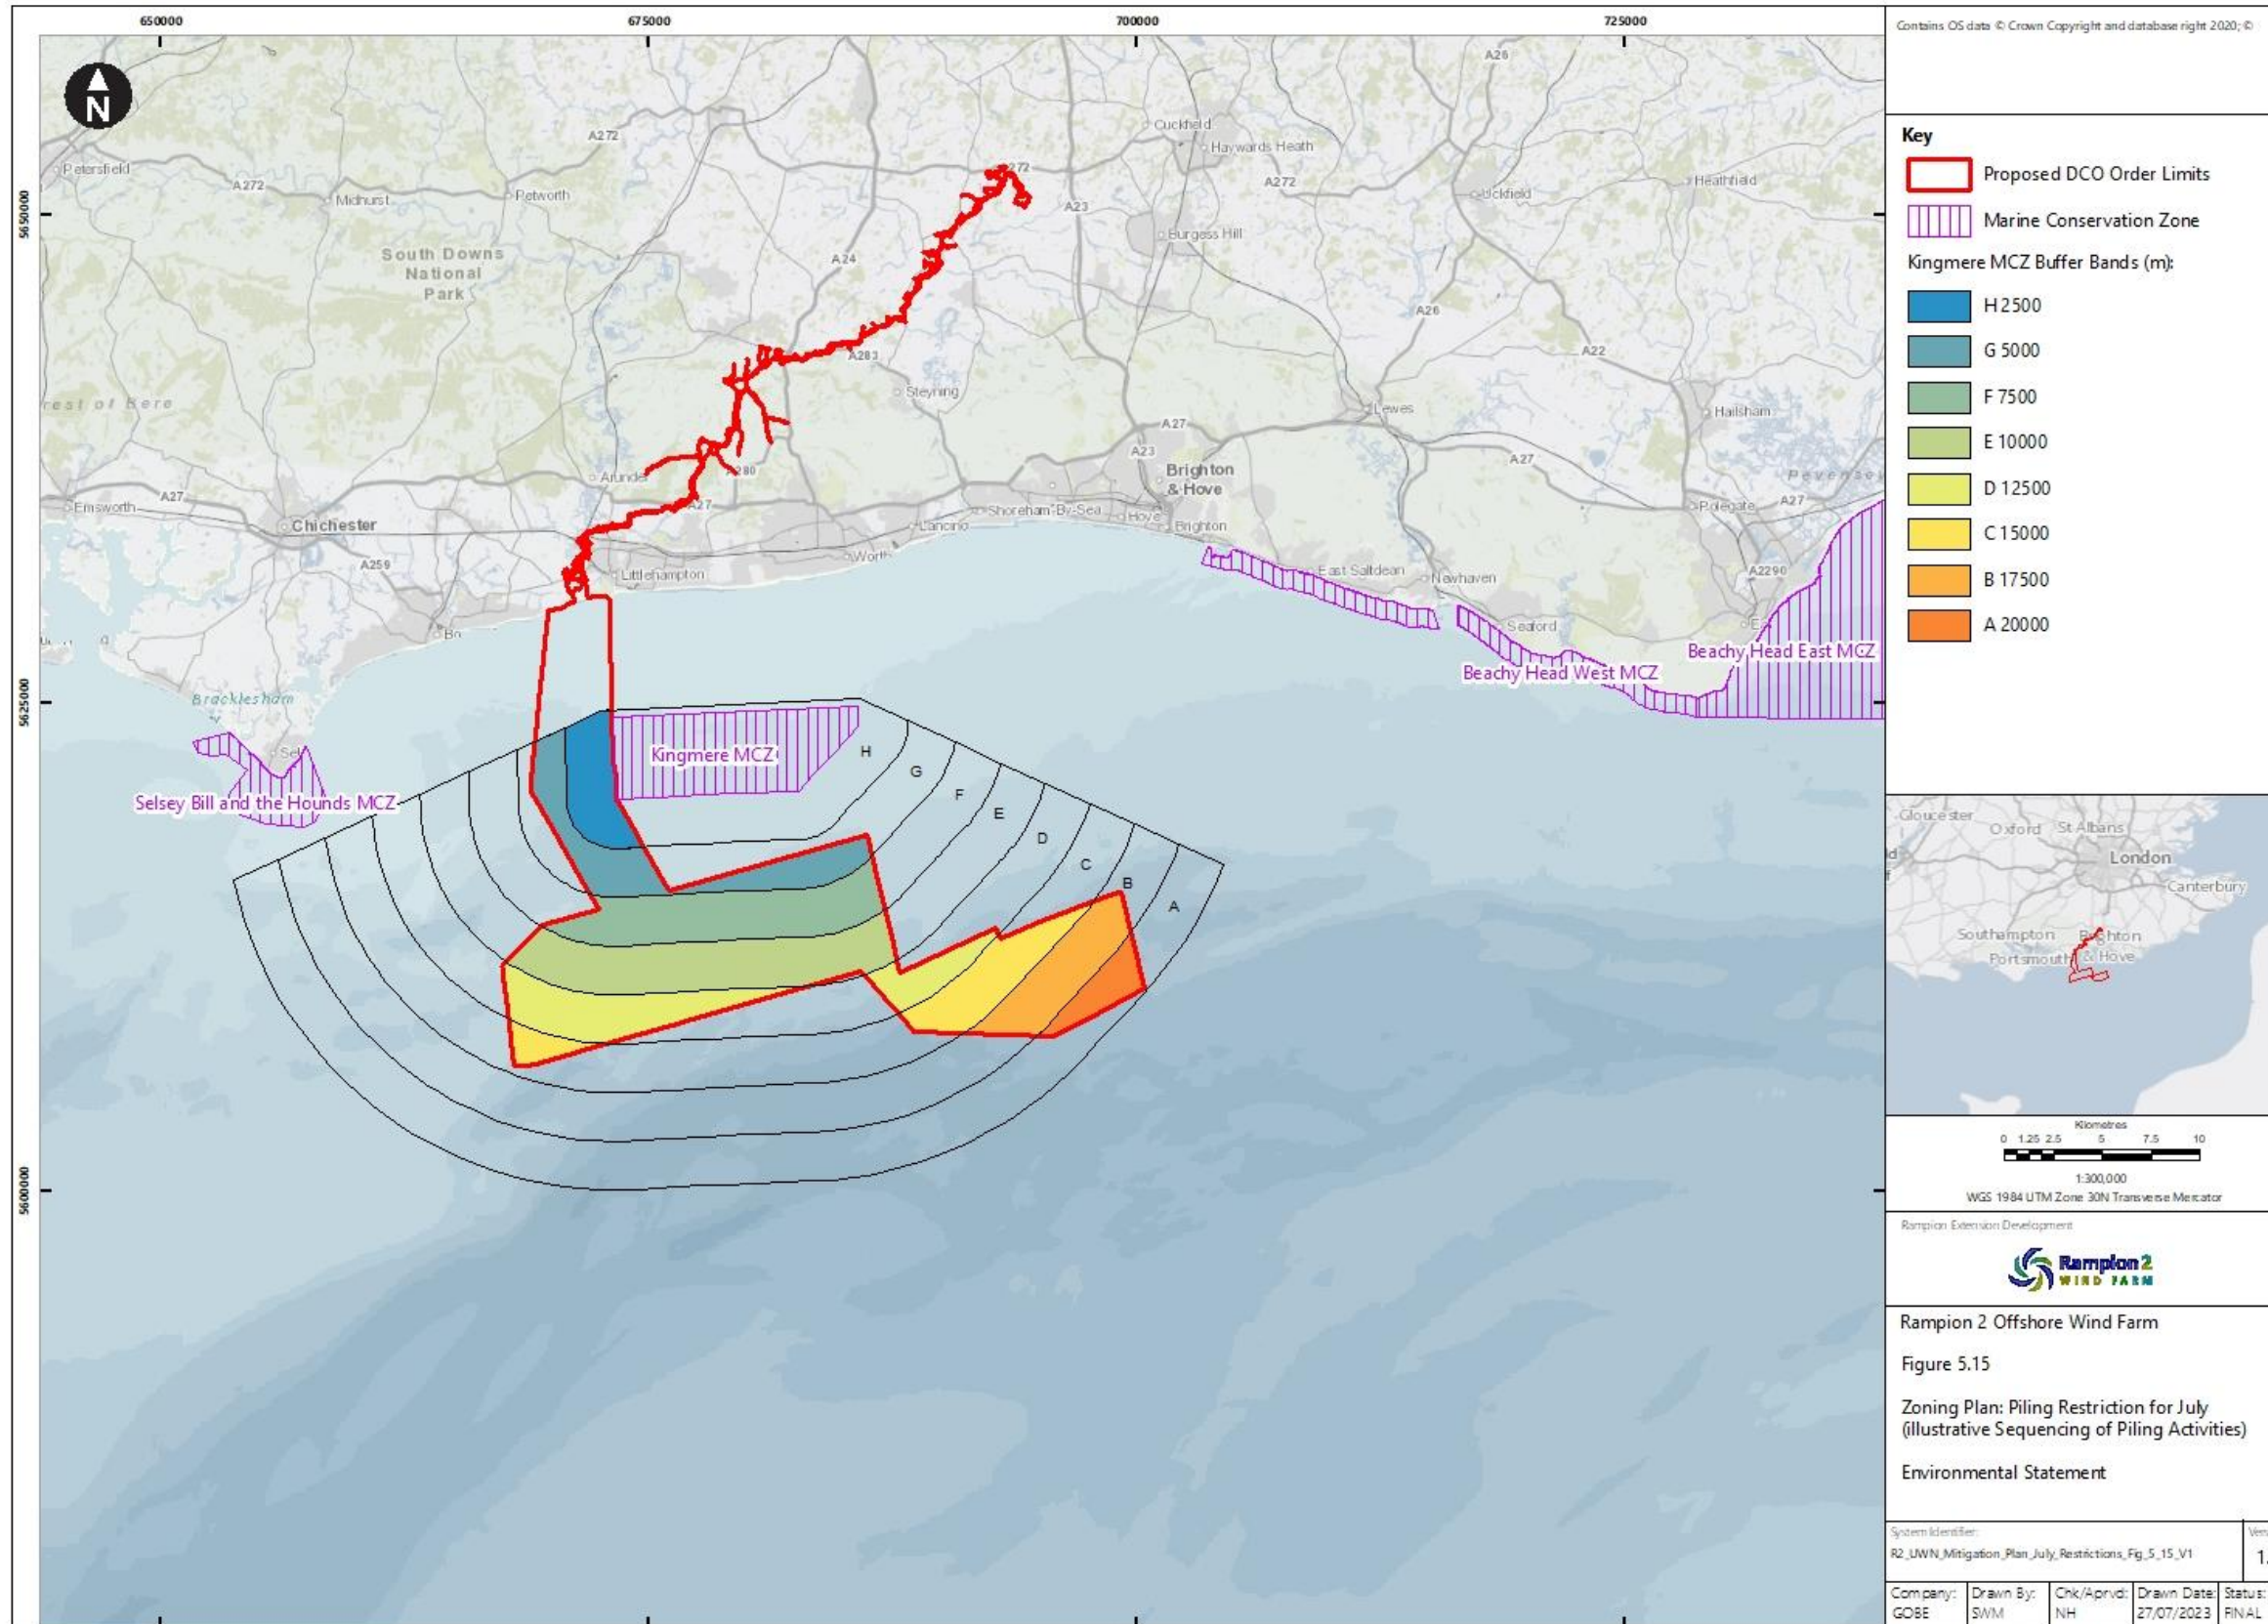 650000
675000
700000
725000
5650000
5625000
5600000
N
A26
A272
Cuckfield
Haywards Heath
Petersfield
A272
A272
Heathfield
A272
Midhurst
Petworth
Uckfield
A23
Burgess Hill
South Downs
National
Park
A24
A26
A283
A22
Steyning
Lewes
Hailsham
A27
A23
A27
Brighton
& Hove
A280
A27
A27
A27
Emsworth
Chichester
Shoreham-By-Sea
Hove
Brighton
Polegate
Lancing
A259
Littlehampton
East Saltdean
Newhaven
A2290
Seaford
Beachy Head East MCZ
Beachy Head West MCZ
Bracklesham
Kingmere MCZ
Selsey Bill and the Hounds MCZ
H
G
F
E
D
C
B
A
Contains OS data © Crown Copyright and database right 2020; ©
Key
Proposed DCO Order Limits
Marine Conservation Zone
Kingmere MCZ Buffer Bands (m):
H 2500
G 5000
F 7500
E 10000
D 12500
C 15000
B 17500
A 20000
Gloucester
Oxford
St Albans
London
Canterbury
Southampton
Brighton
Portsmouth
& Hove
Kilometres
0 1.25 2.5 5 7.5 10
1:300,000
WGS 1984 UTM Zone 30N Transverse Mercator
Rampion Extension Development
Rampion 2
WIND FARM
Rampion 2 Offshore Wind Farm
Figure 5.15
Zoning Plan: Piling Restriction for July
(illustrative Sequencing of Piling Activities)
Environmental Statement
System Identifier:
R2_UWN_Mitigation_Plan_July_Restrictions_Fig_5_15_V1
Company: Drawn By: Chk/Aprvd: Drawn Date: Status:
GOBE SWM NH 27/07/2023 FINAL